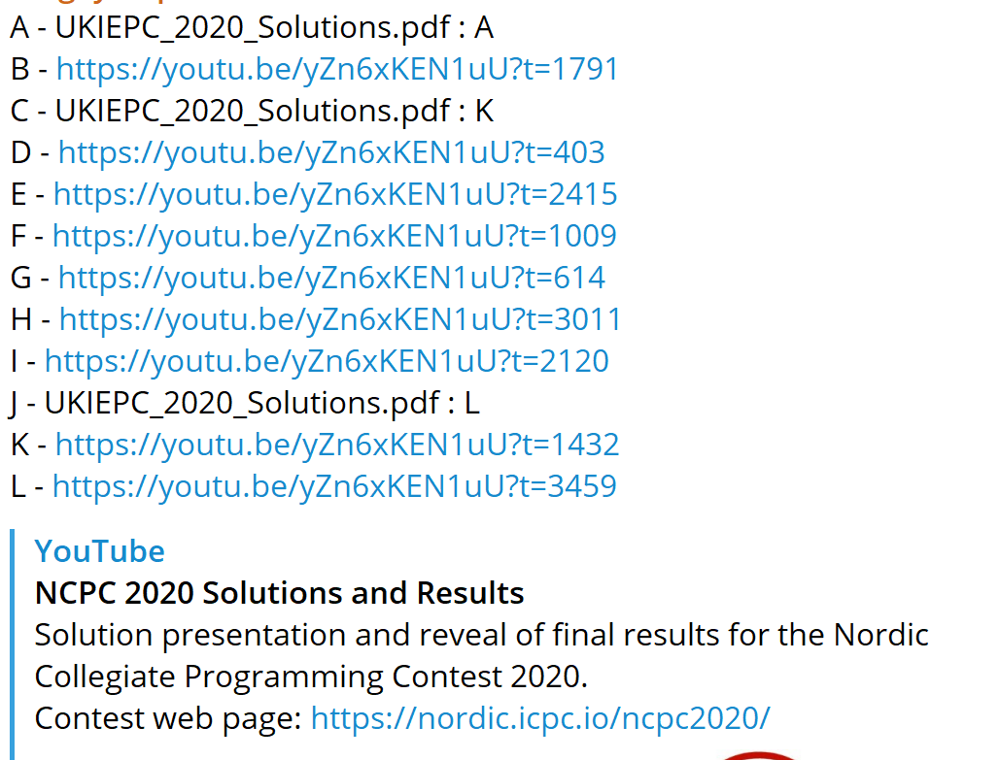 A - UKIEPC_2020_Solutions.pdf : A
B - https://youtu.be/yZn6xKEN1uU?t=1791
C - UKIEPC_2020_Solutions.pdf : K
D - https://youtu.be/yZn6xKEN1uU?t=403
E - https://youtu.be/yZn6xKEN1uU?t=2415
F - https://youtu.be/yZn6xKEN1uU?t=1009
G - https://youtu.be/yZn6xKEN1uU?t=614
H - https://youtu.be/yZn6xKEN1uU?t=3011
I - https://youtu.be/yZn6xKEN1uU?t=2120
J - UKIEPC_2020_Solutions.pdf : L
K - https://youtu.be/yZn6xKEN1uU?t=1432
L - https://youtu.be/yZn6xKEN1uU?t=3459
YouTube
NCPC 2020 Solutions and Results
Solution presentation and reveal of final results for the Nordic
Collegiate Programming Contest 2020.
Contest web page: https://nordic.icpc.io/ncpc2020/